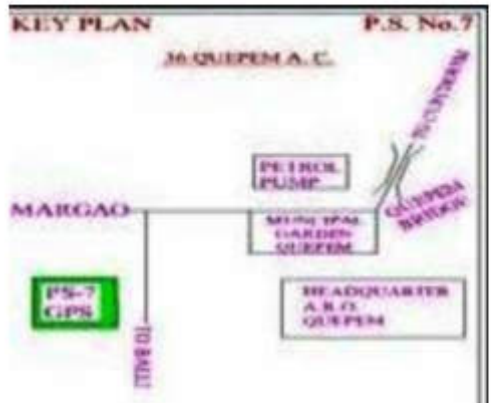 KEY PLAN
P.S. No.7
36 QUEPEM A. C.
PETROL
PUMP
MARGAO
QUEPEM
BRIDGE
MUNICIPAL
GARDEN
QUEPEM
PS-7
GPS
HEADQUARTER
A.R.O.
QUEPEM
TO BALLI